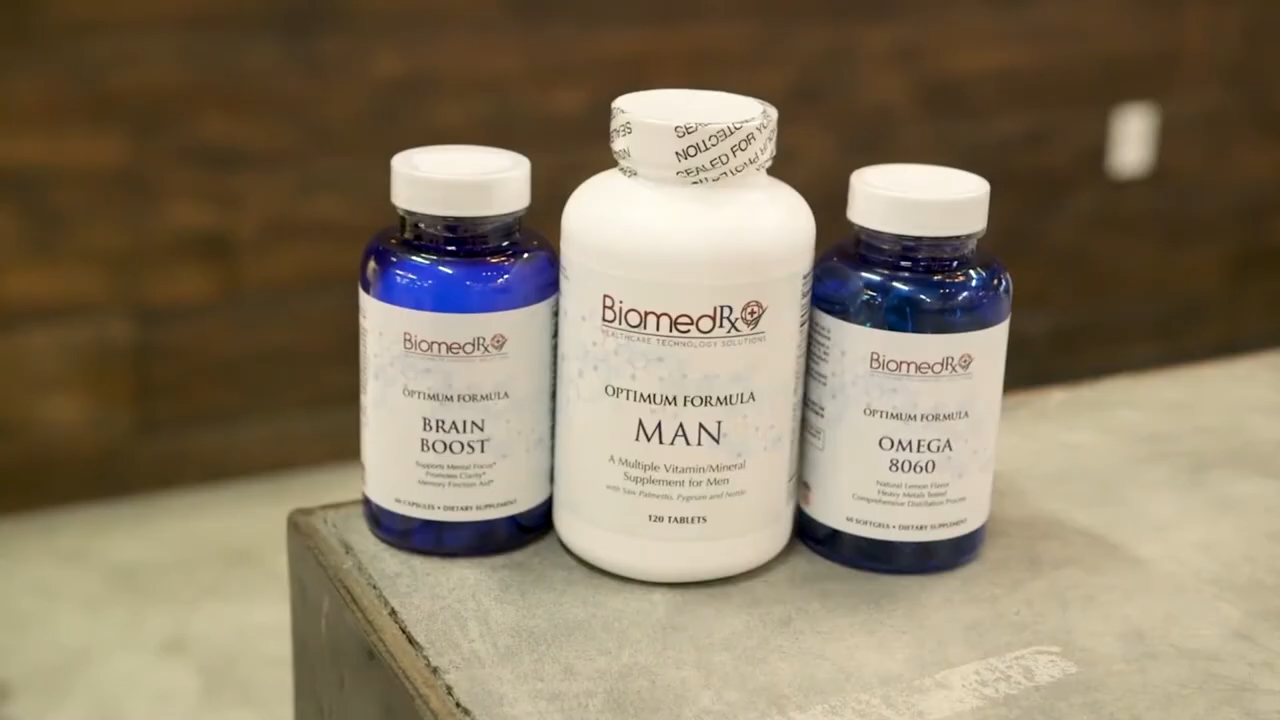 BiomedRx
OPTIMUM FORMULA
BRAIN
BOOST
Supports Mental Focus*
Promotes Clarity*
Memory Function Aid*
60 CAPSULES • DIETARY SUPPLEMENT
SEALED FOR YOUR
BiomedRx
HEALTHCARE TECHNOLOGY SOLUTIONS
OPTIMUM FORMULA
MAN
A Multiple Vitamin/Mineral
Supplement for Men
with Saw Palmetto, Pygeum and Nettle
120 TABLETS
BiomedRx
OPTIMUM FORMULA
OMEGA
8060
Natural Lemon Flavor
Heavy Metals Tested
Comprehensive Distillation Process
60 SOFTGELS • DIETARY SUPPLEMENT